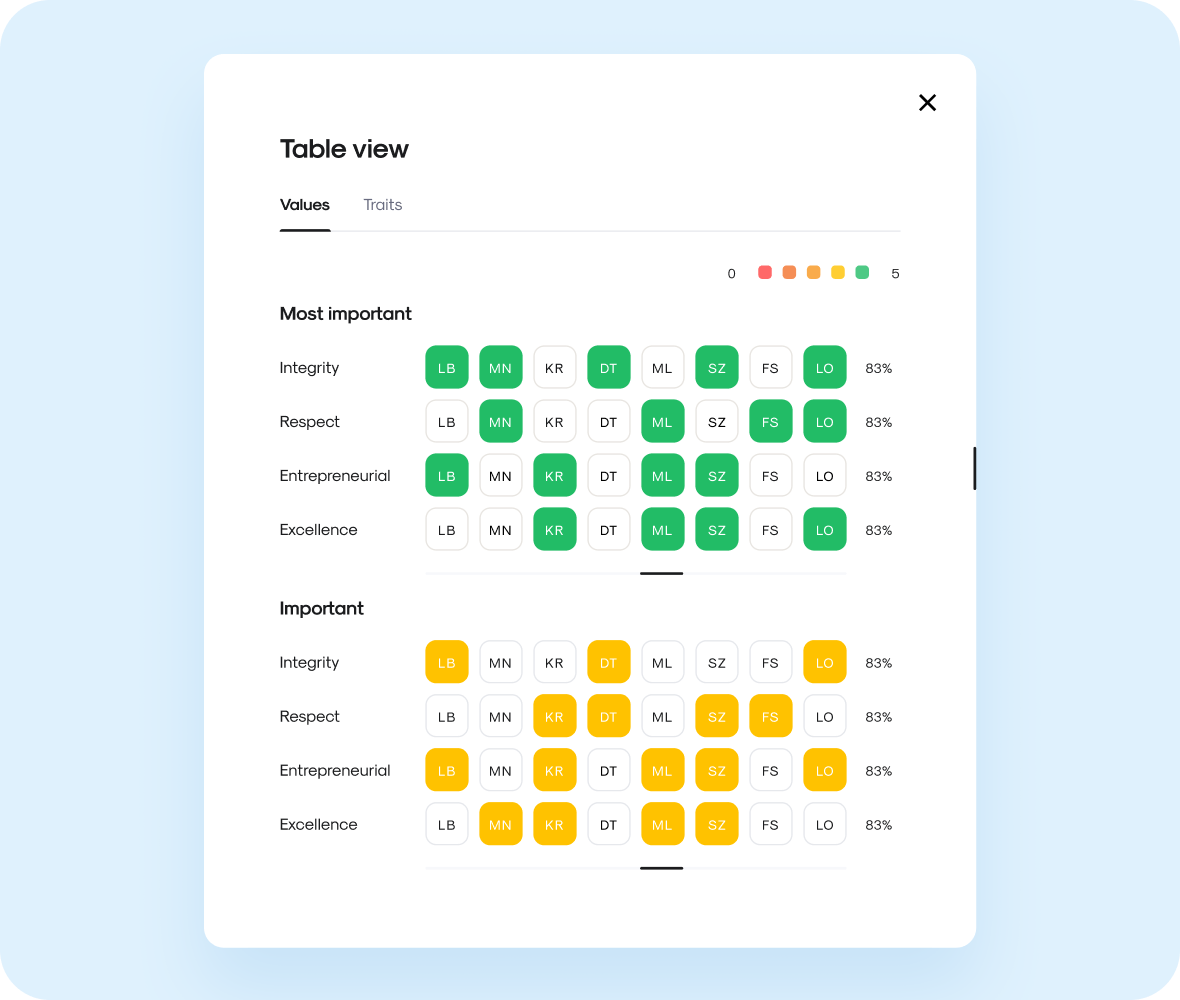 Table view
Values Traits
0 5
Most important
Integrity LB MN KR DT ML SZ FS LO 83%
Respect LB MN KR DT ML SZ FS LO 83%
Entrepreneurial LB MN KR DT ML SZ FS LO 83%
Excellence LB MN KR DT ML SZ FS LO 83%
Important
Integrity LB MN KR DT ML SZ FS LO 83%
Respect LB MN KR DT ML SZ FS LO 83%
Entrepreneurial LB MN KR DT ML SZ FS LO 83%
Excellence LB MN KR DT ML SZ FS LO 83%